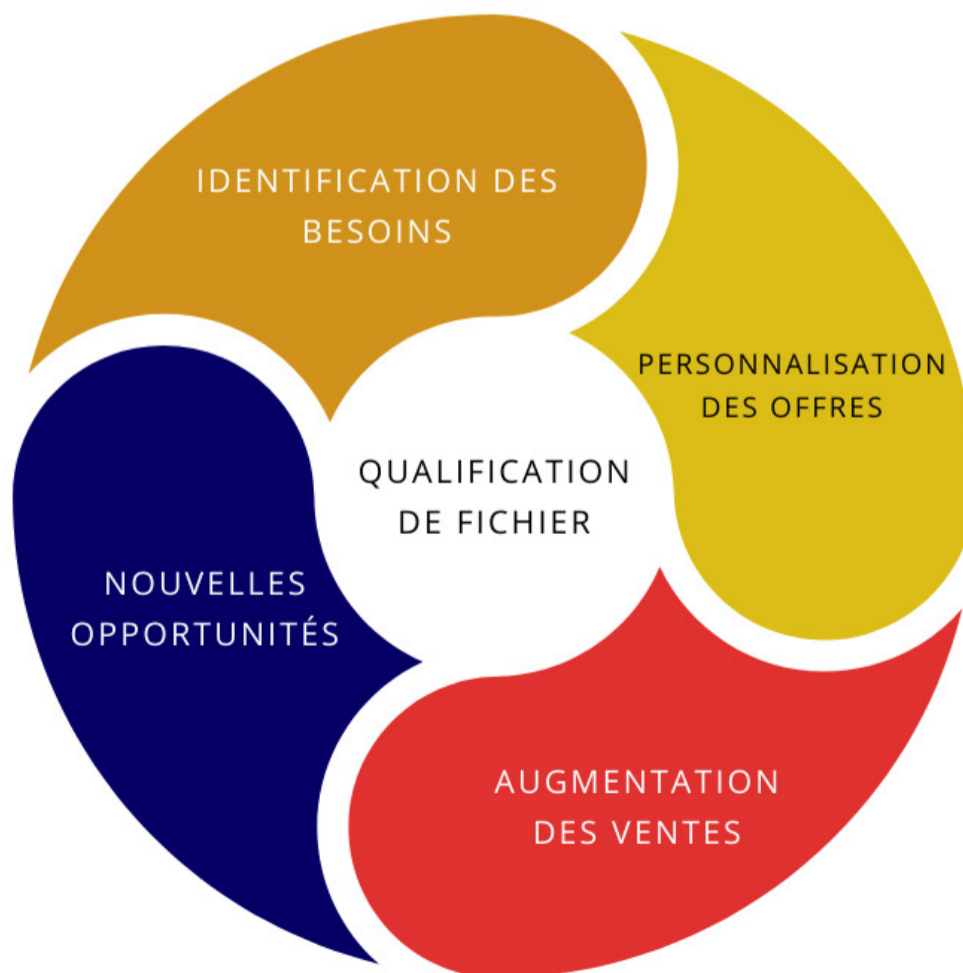 IDENTIFICATION DES
BESOINS
PERSONNALISATION
DES OFFRES
QUALIFICATION
DE FICHIER
NOUVELLES
OPPORTUNITÉS
AUGMENTATION
DES VENTES